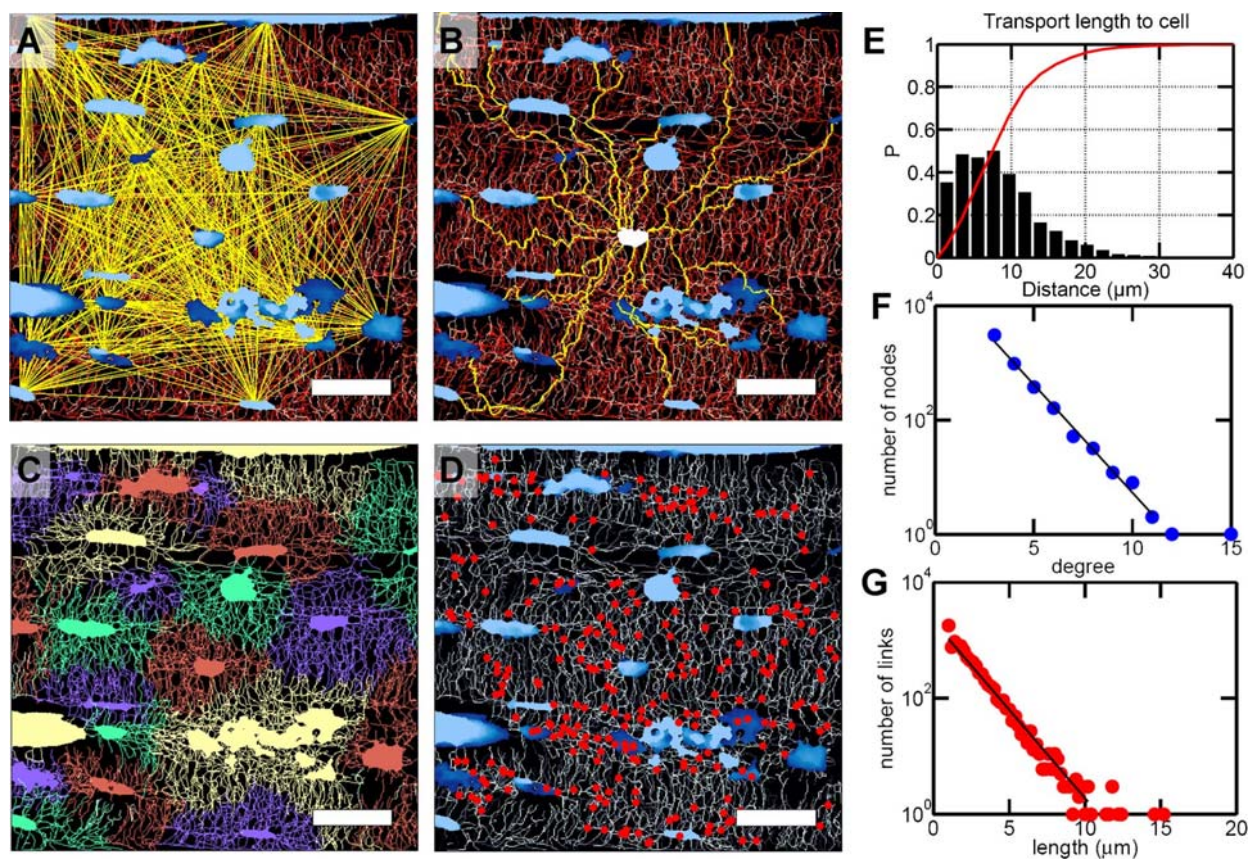 A
B
C
D
E
Transport length to cell
1
0.8
0.6
0.4
0.2
0
P
0 10 20 30 40
Distance (µm)
F
10^4
10^2
10^0
number of nodes
0 5 10 15
degree
G
10^4
10^2
10^0
number of links
0 5 10 15 20
length (µm)